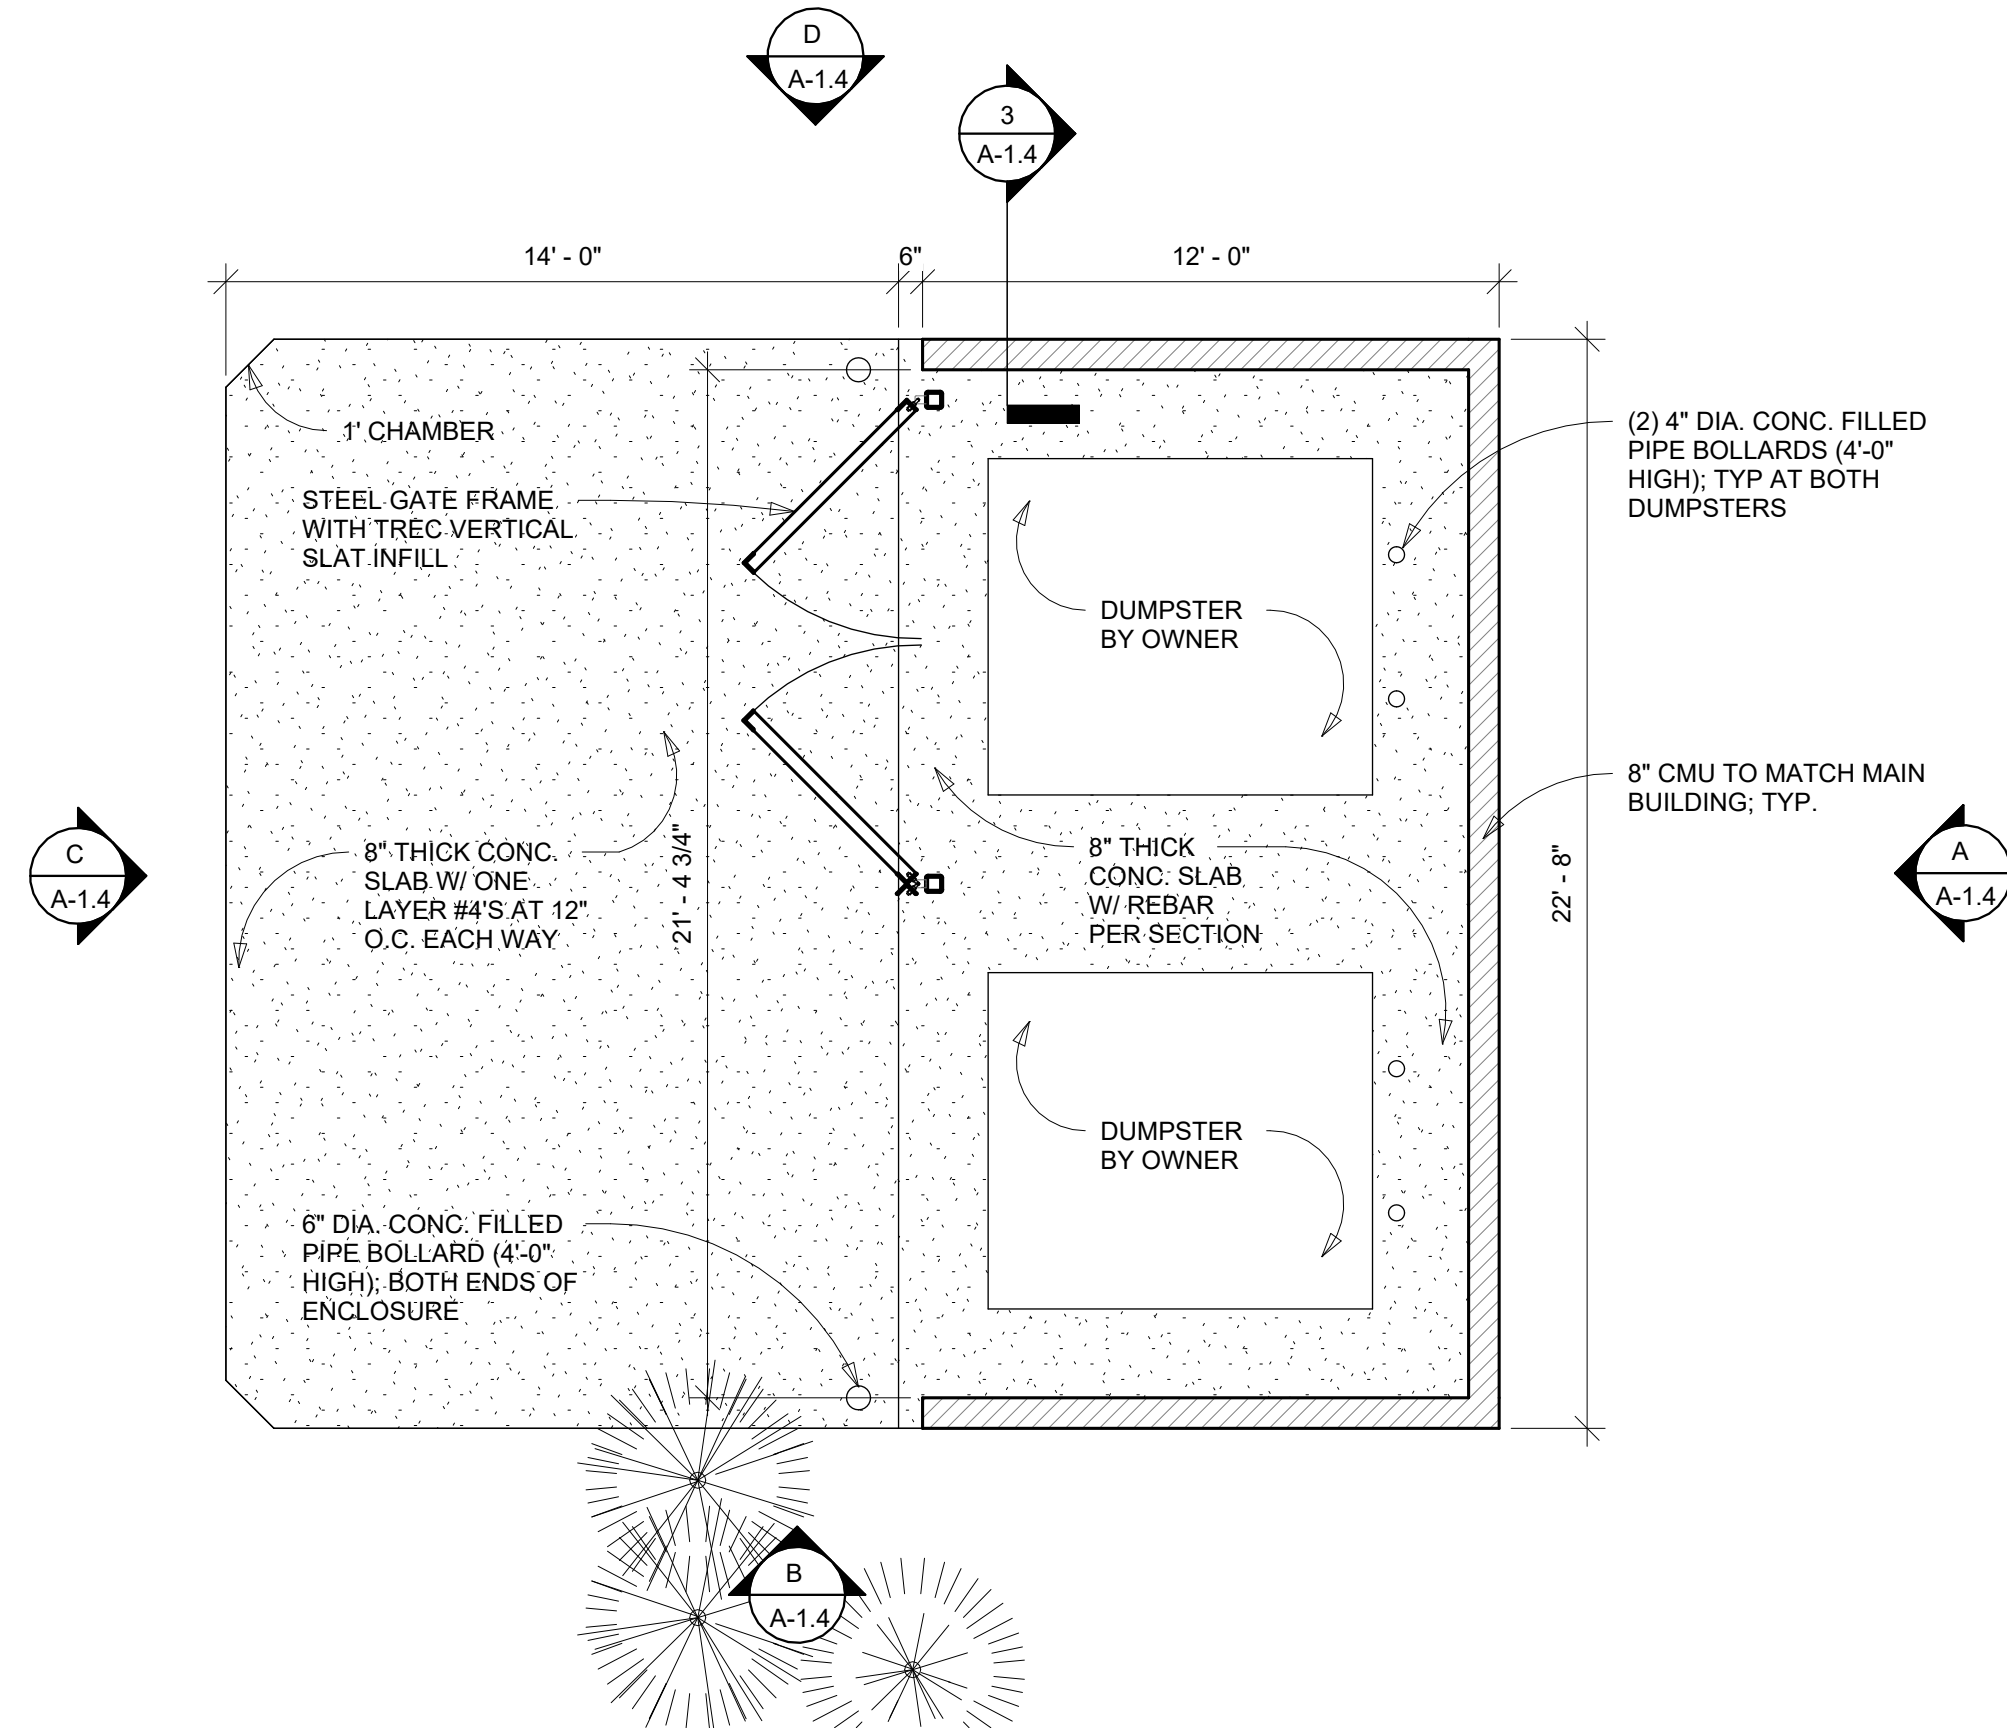 D
A-1.4
3
A-1.4
14' - 0"
6"
12' - 0"
1' CHAMBER
STEEL GATE FRAME
WITH TREC VERTICAL
SLAT INFILL
(2) 4" DIA. CONC. FILLED
PIPE BOLLARDS (4'-0"
HIGH); TYP AT BOTH
DUMPSTERS
DUMPSTER
BY OWNER
8" CMU TO MATCH MAIN
BUILDING; TYP.
C
A-1.4
8" THICK CONC.
SLAB W/ ONE
LAYER #4'S AT 12"
O.C. EACH WAY
21' - 4 3/4"
8" THICK
CONC. SLAB
W/ REBAR
PER SECTION
22' - 8"
A
A-1.4
DUMPSTER
BY OWNER
6" DIA. CONC. FILLED
PIPE BOLLARD (4'-0"
HIGH); BOTH ENDS OF
ENCLOSURE
B
A-1.4